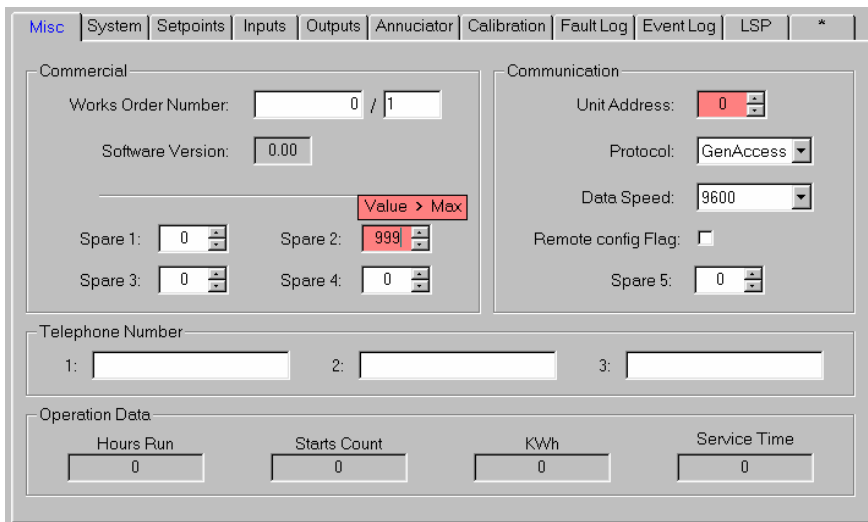 Misc System Setpoints Inputs Outputs Annuciator Calibration Fault Log Event Log LSP *
Commercial
Works Order Number: 0 / 1
Software Version: 0.00
Value > Max
Spare 1: 0 Spare 2: 999
Spare 3: 0 Spare 4: 0
Communication
Unit Address: 0
Protocol: GenAccess
Data Speed: 9600
Remote config Flag:
Spare 5: 0
Telephone Number
1: 2: 3:
Operation Data
Hours Run Starts Count KWh Service Time
0 0 0 0